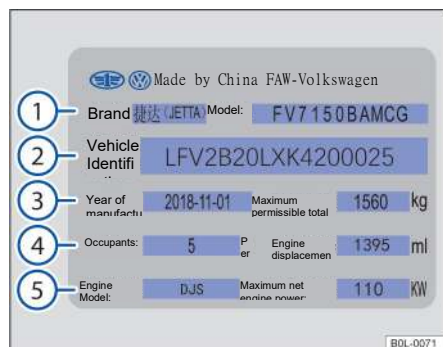 Made by China FAW-Volkswagen
1 Brand 捷达(JETTA) Model: FV7150BAMCG
2 Vehicle Identifi LFV2B20LXK4200025
3 Year of manufactu 2018-11-01 Maximum permissible total 1560 kg
4 Occupants: 5 P er Engine displacemen 1395 ml
5 Engine Model: DJS Maximum net engine power: 110 KW
B0L-0071